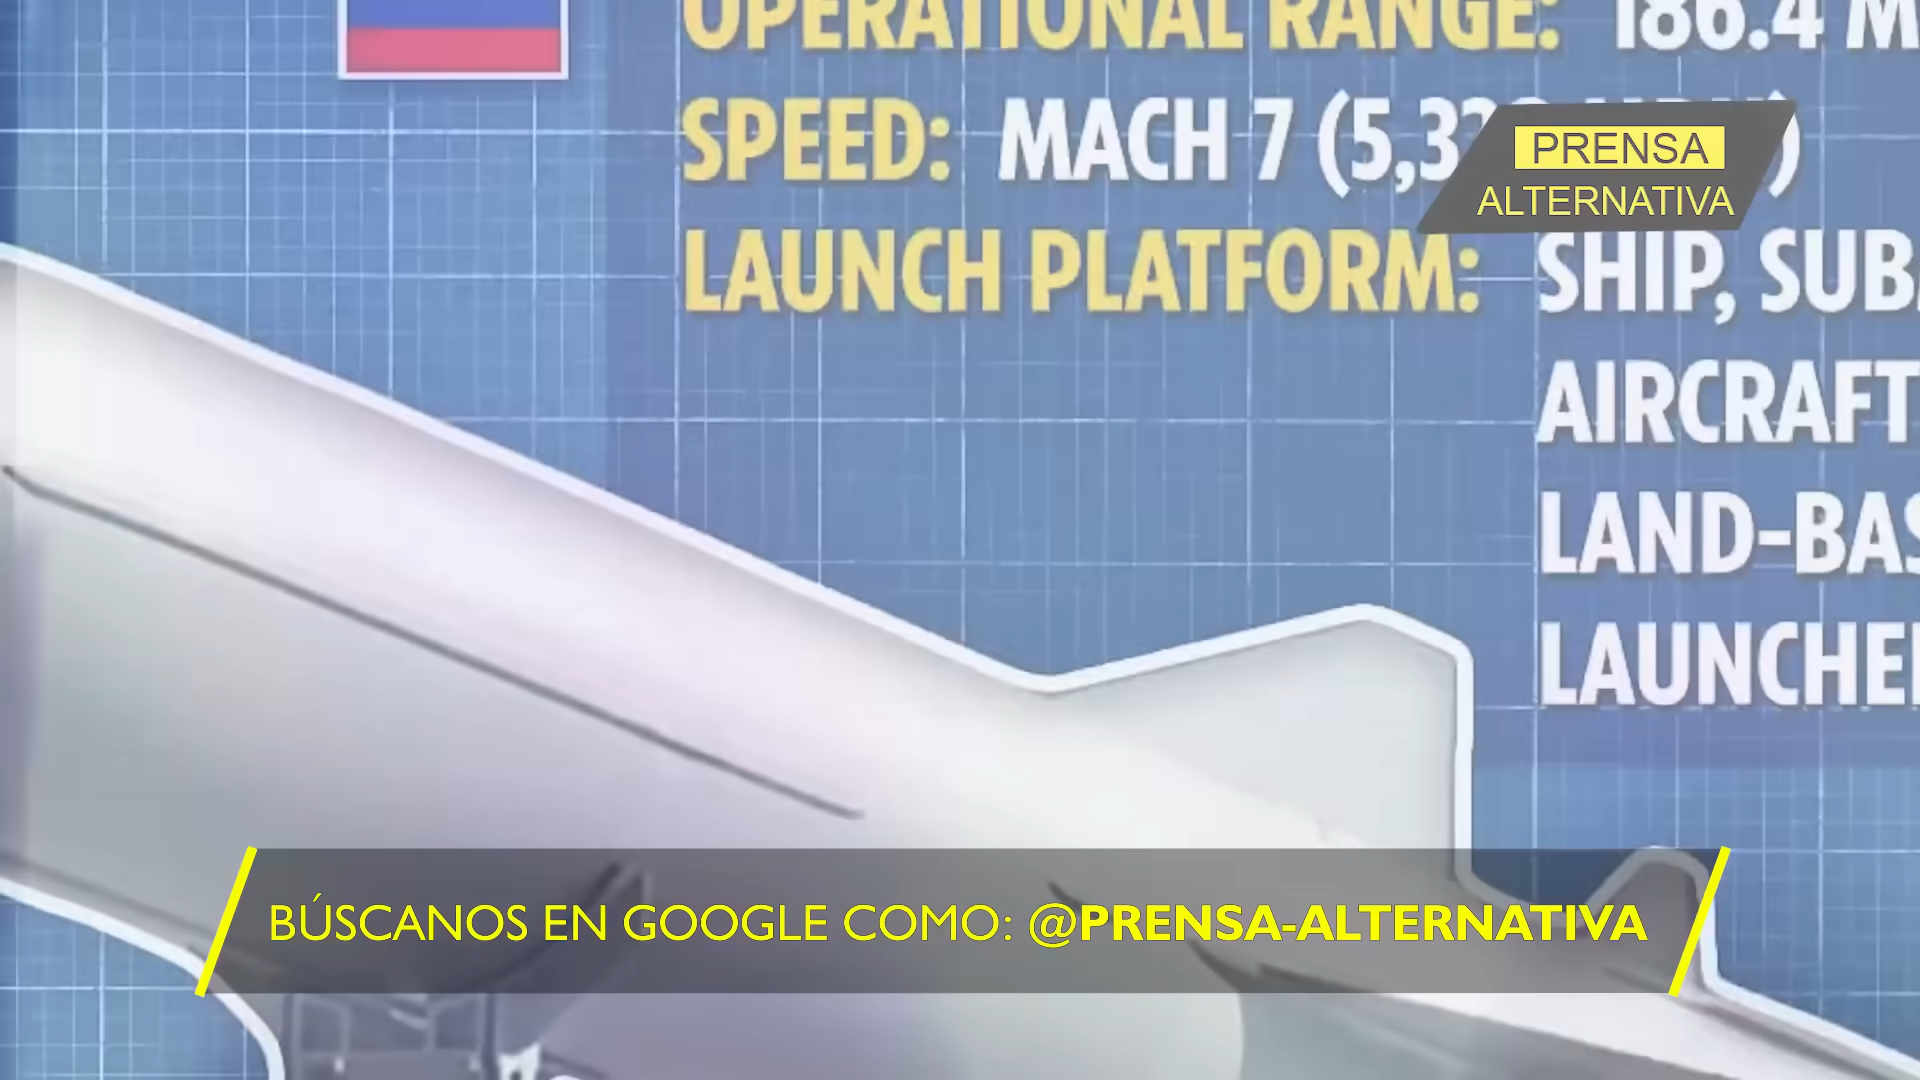 OPERATIONAL RANGE: 186.4 M
SPEED: MACH 7 (5,3
PRENSA
ALTERNATIVA
LAUNCH PLATFORM: SHIP, SUB
AIRCRAFT
LAND-BAS
LAUNCHE
BÚSCANOS EN GOOGLE COMO: @PRENSA-ALTERNATIVA